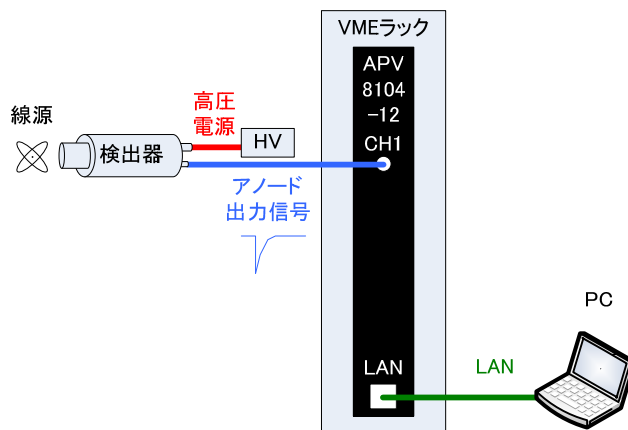 VMEラック
APV
8104
-12
CH1
高圧
電源
HV
線源
検出器
アノード
出力信号
PC
LAN
LAN